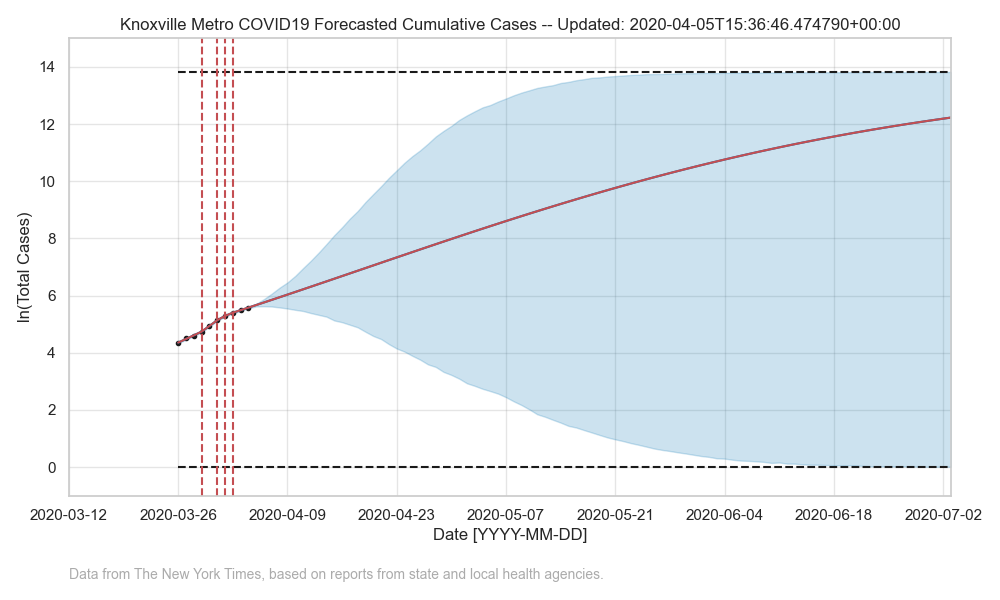 Knoxville Metro COVID19 Forecasted Cumulative Cases -- Updated: 2020-04-05T15:36:46.474790+00:00
ln(Total Cases)
14
12
10
8
6
4
2
0
2020-03-12 2020-03-26 2020-04-09 2020-04-23 2020-05-07 2020-05-21 2020-06-04 2020-06-18 2020-07-02
Date [YYYY-MM-DD]
Data from The New York Times, based on reports from state and local health agencies.